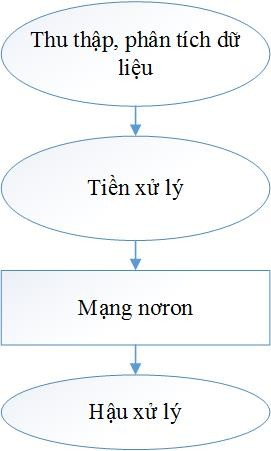 Thu thập, phân tích dữ
liệu
Tiền xử lý
Mạng nơron
Hậu xử lý